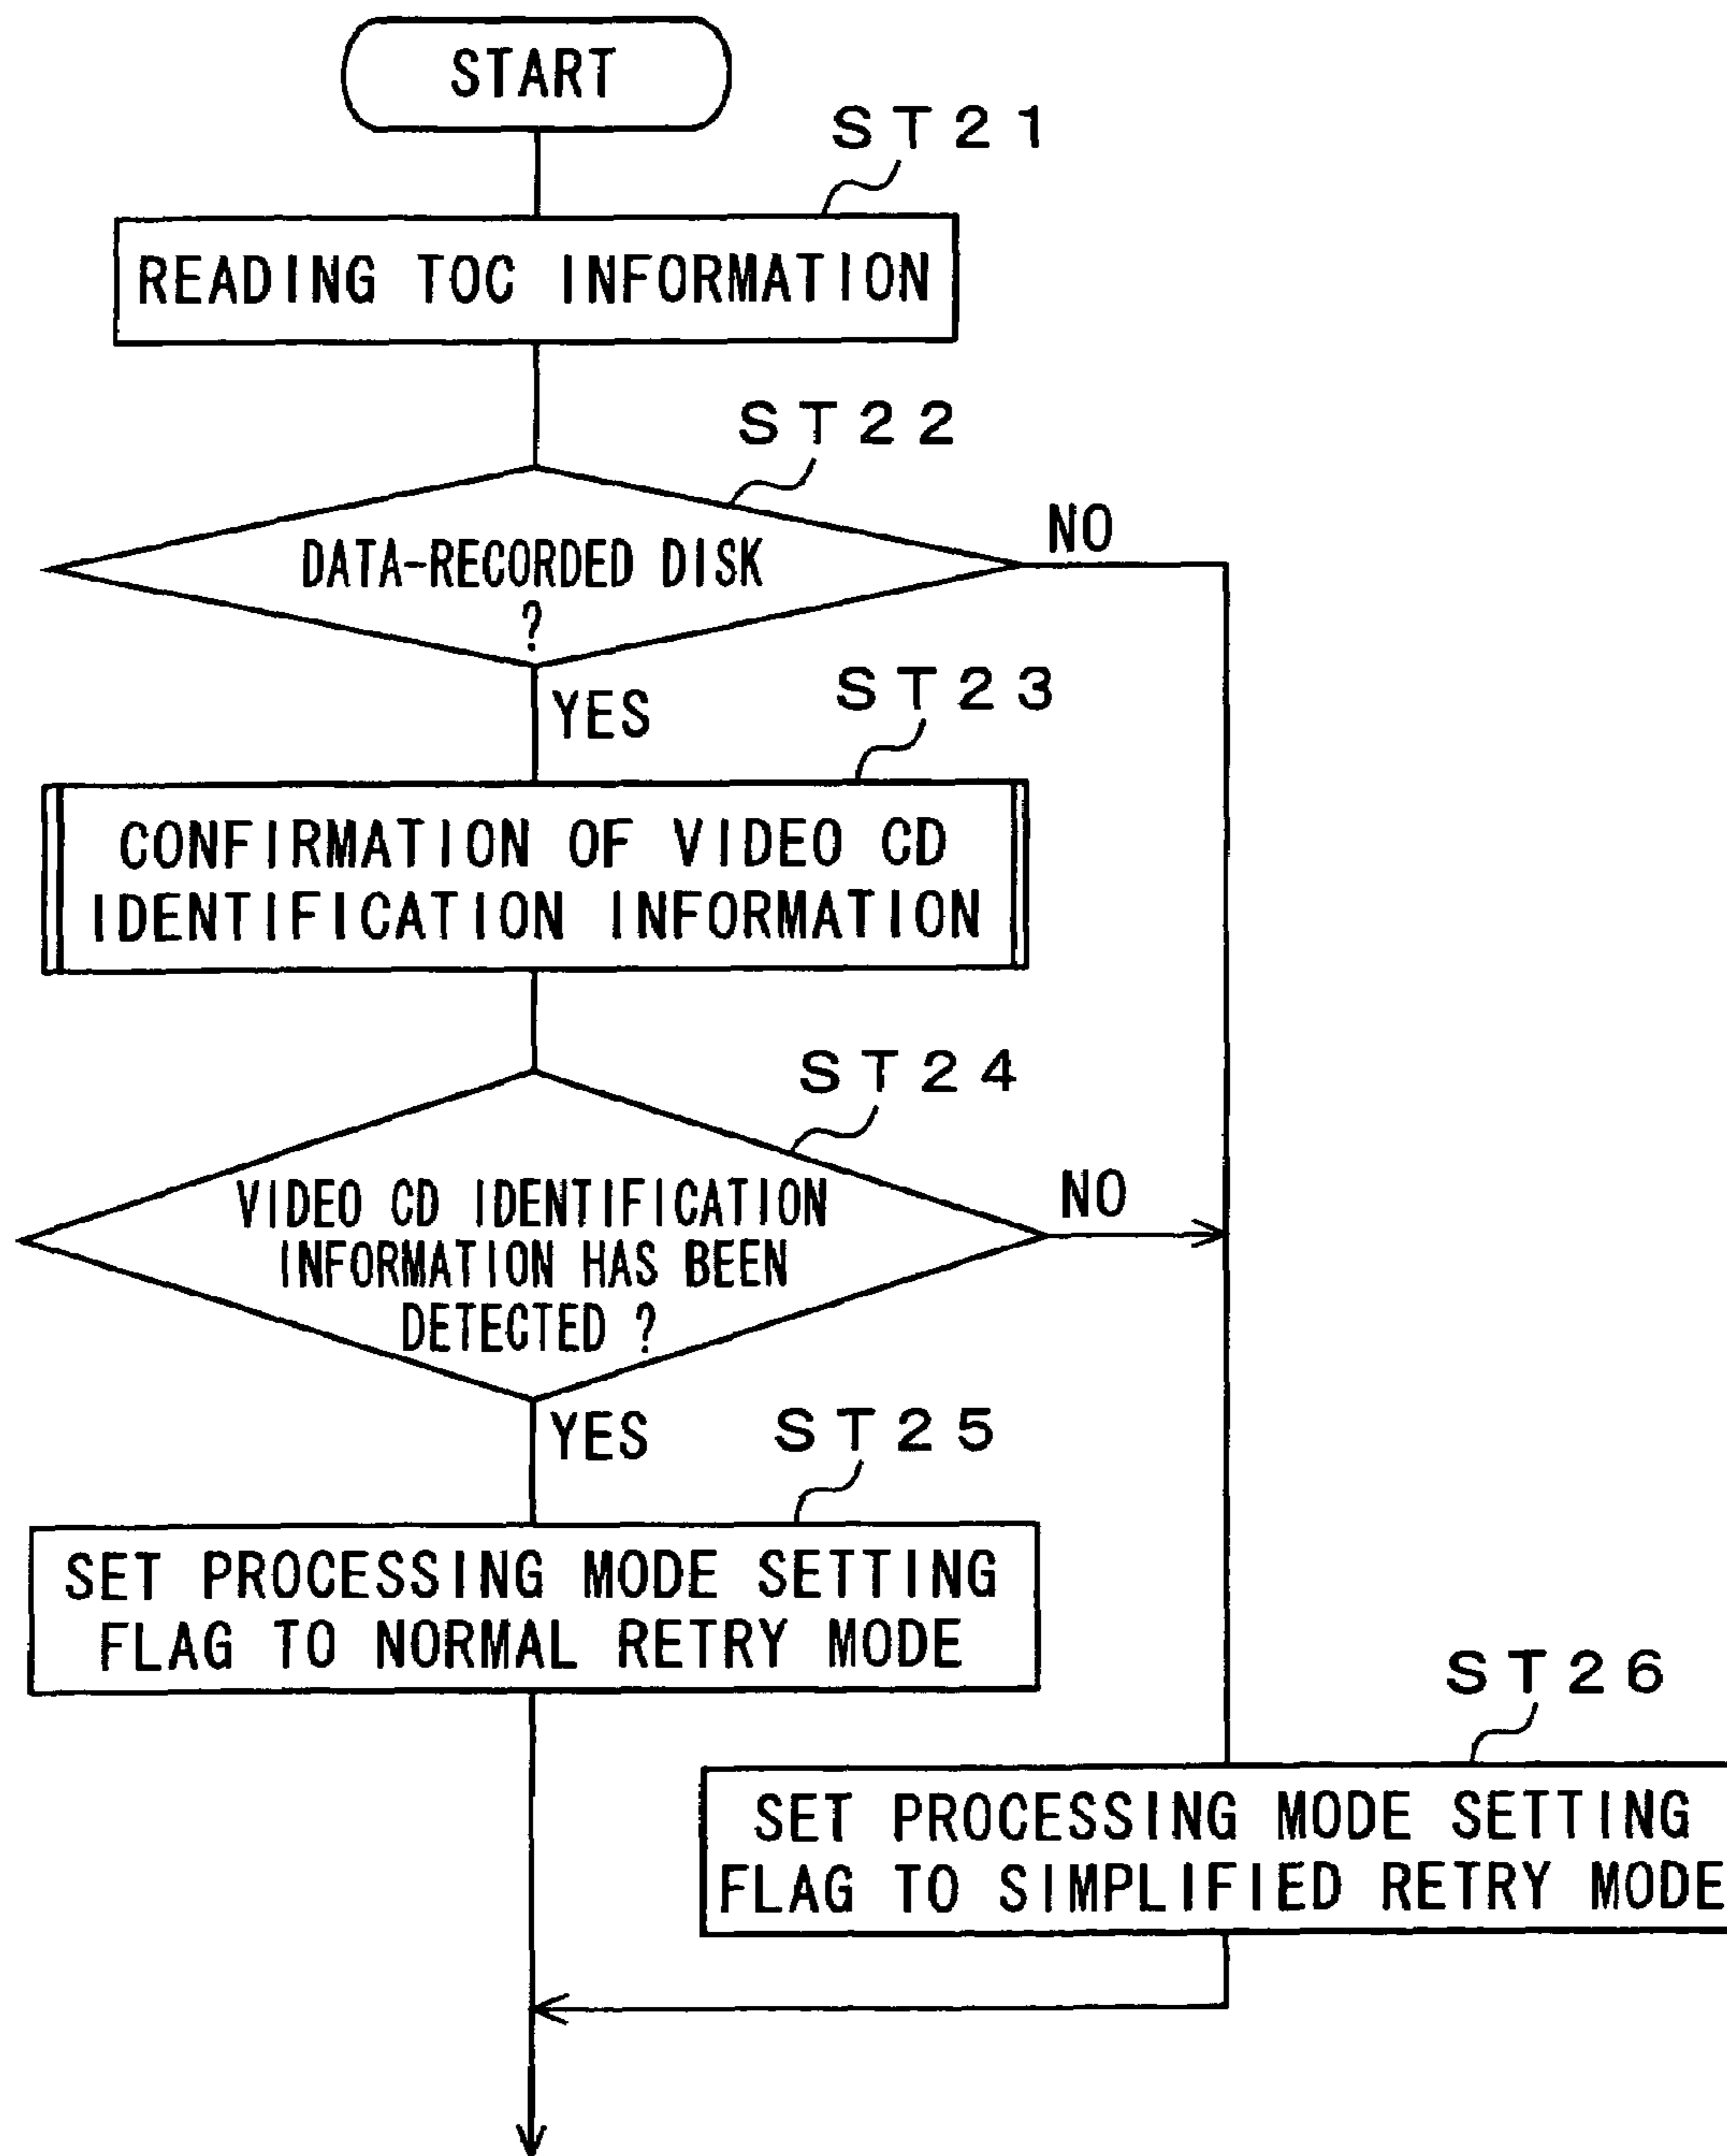 START
ST21
READING TOC INFORMATION
ST22
DATA-RECORDED DISK
?
NO
YES
ST23
CONFIRMATION OF VIDEO CD
IDENTIFICATION INFORMATION
ST24
VIDEO CD IDENTIFICATION
INFORMATION HAS BEEN
DETECTED ?
NO
YES
ST25
SET PROCESSING MODE SETTING
FLAG TO NORMAL RETRY MODE
ST26
SET PROCESSING MODE SETTING
FLAG TO SIMPLIFIED RETRY MODE